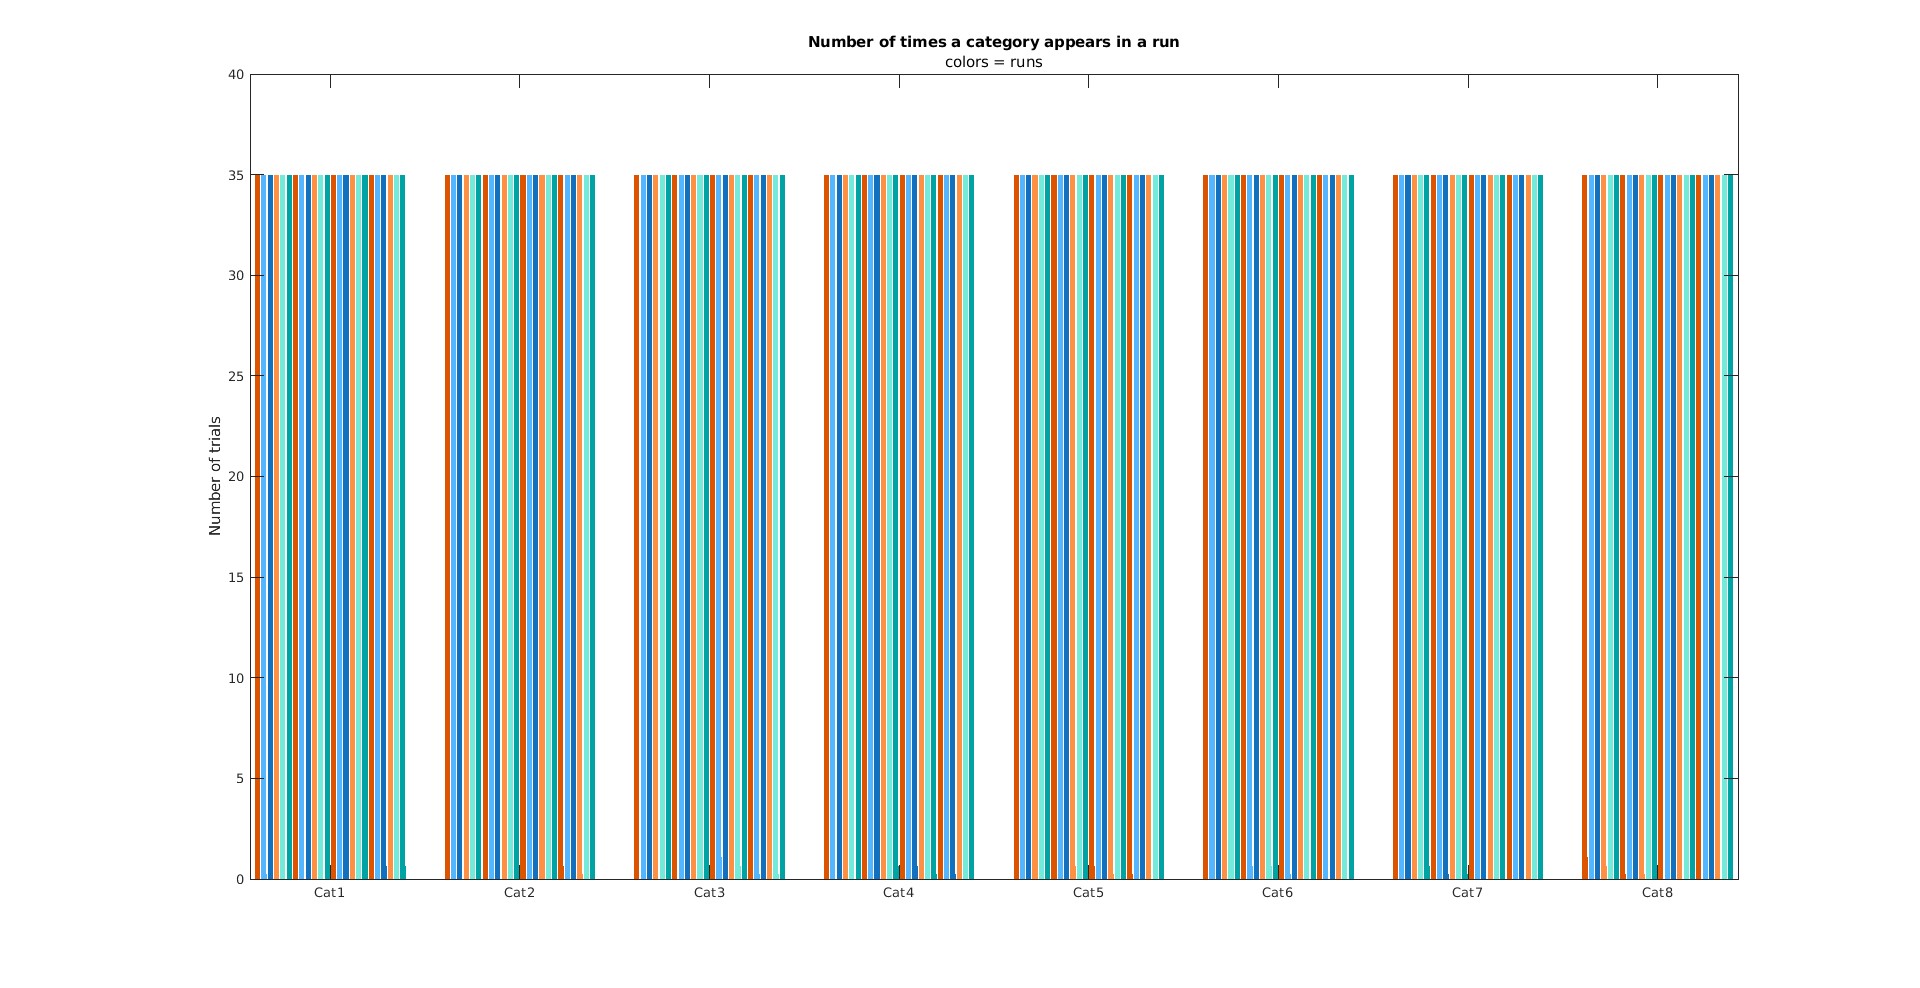 Number of times a category appears in a run
colors = runs
40
35
30
25
20
15
10
5
0
Number of trials
Cat1 Cat2 Cat3 Cat4 Cat5 Cat6 Cat7 Cat8